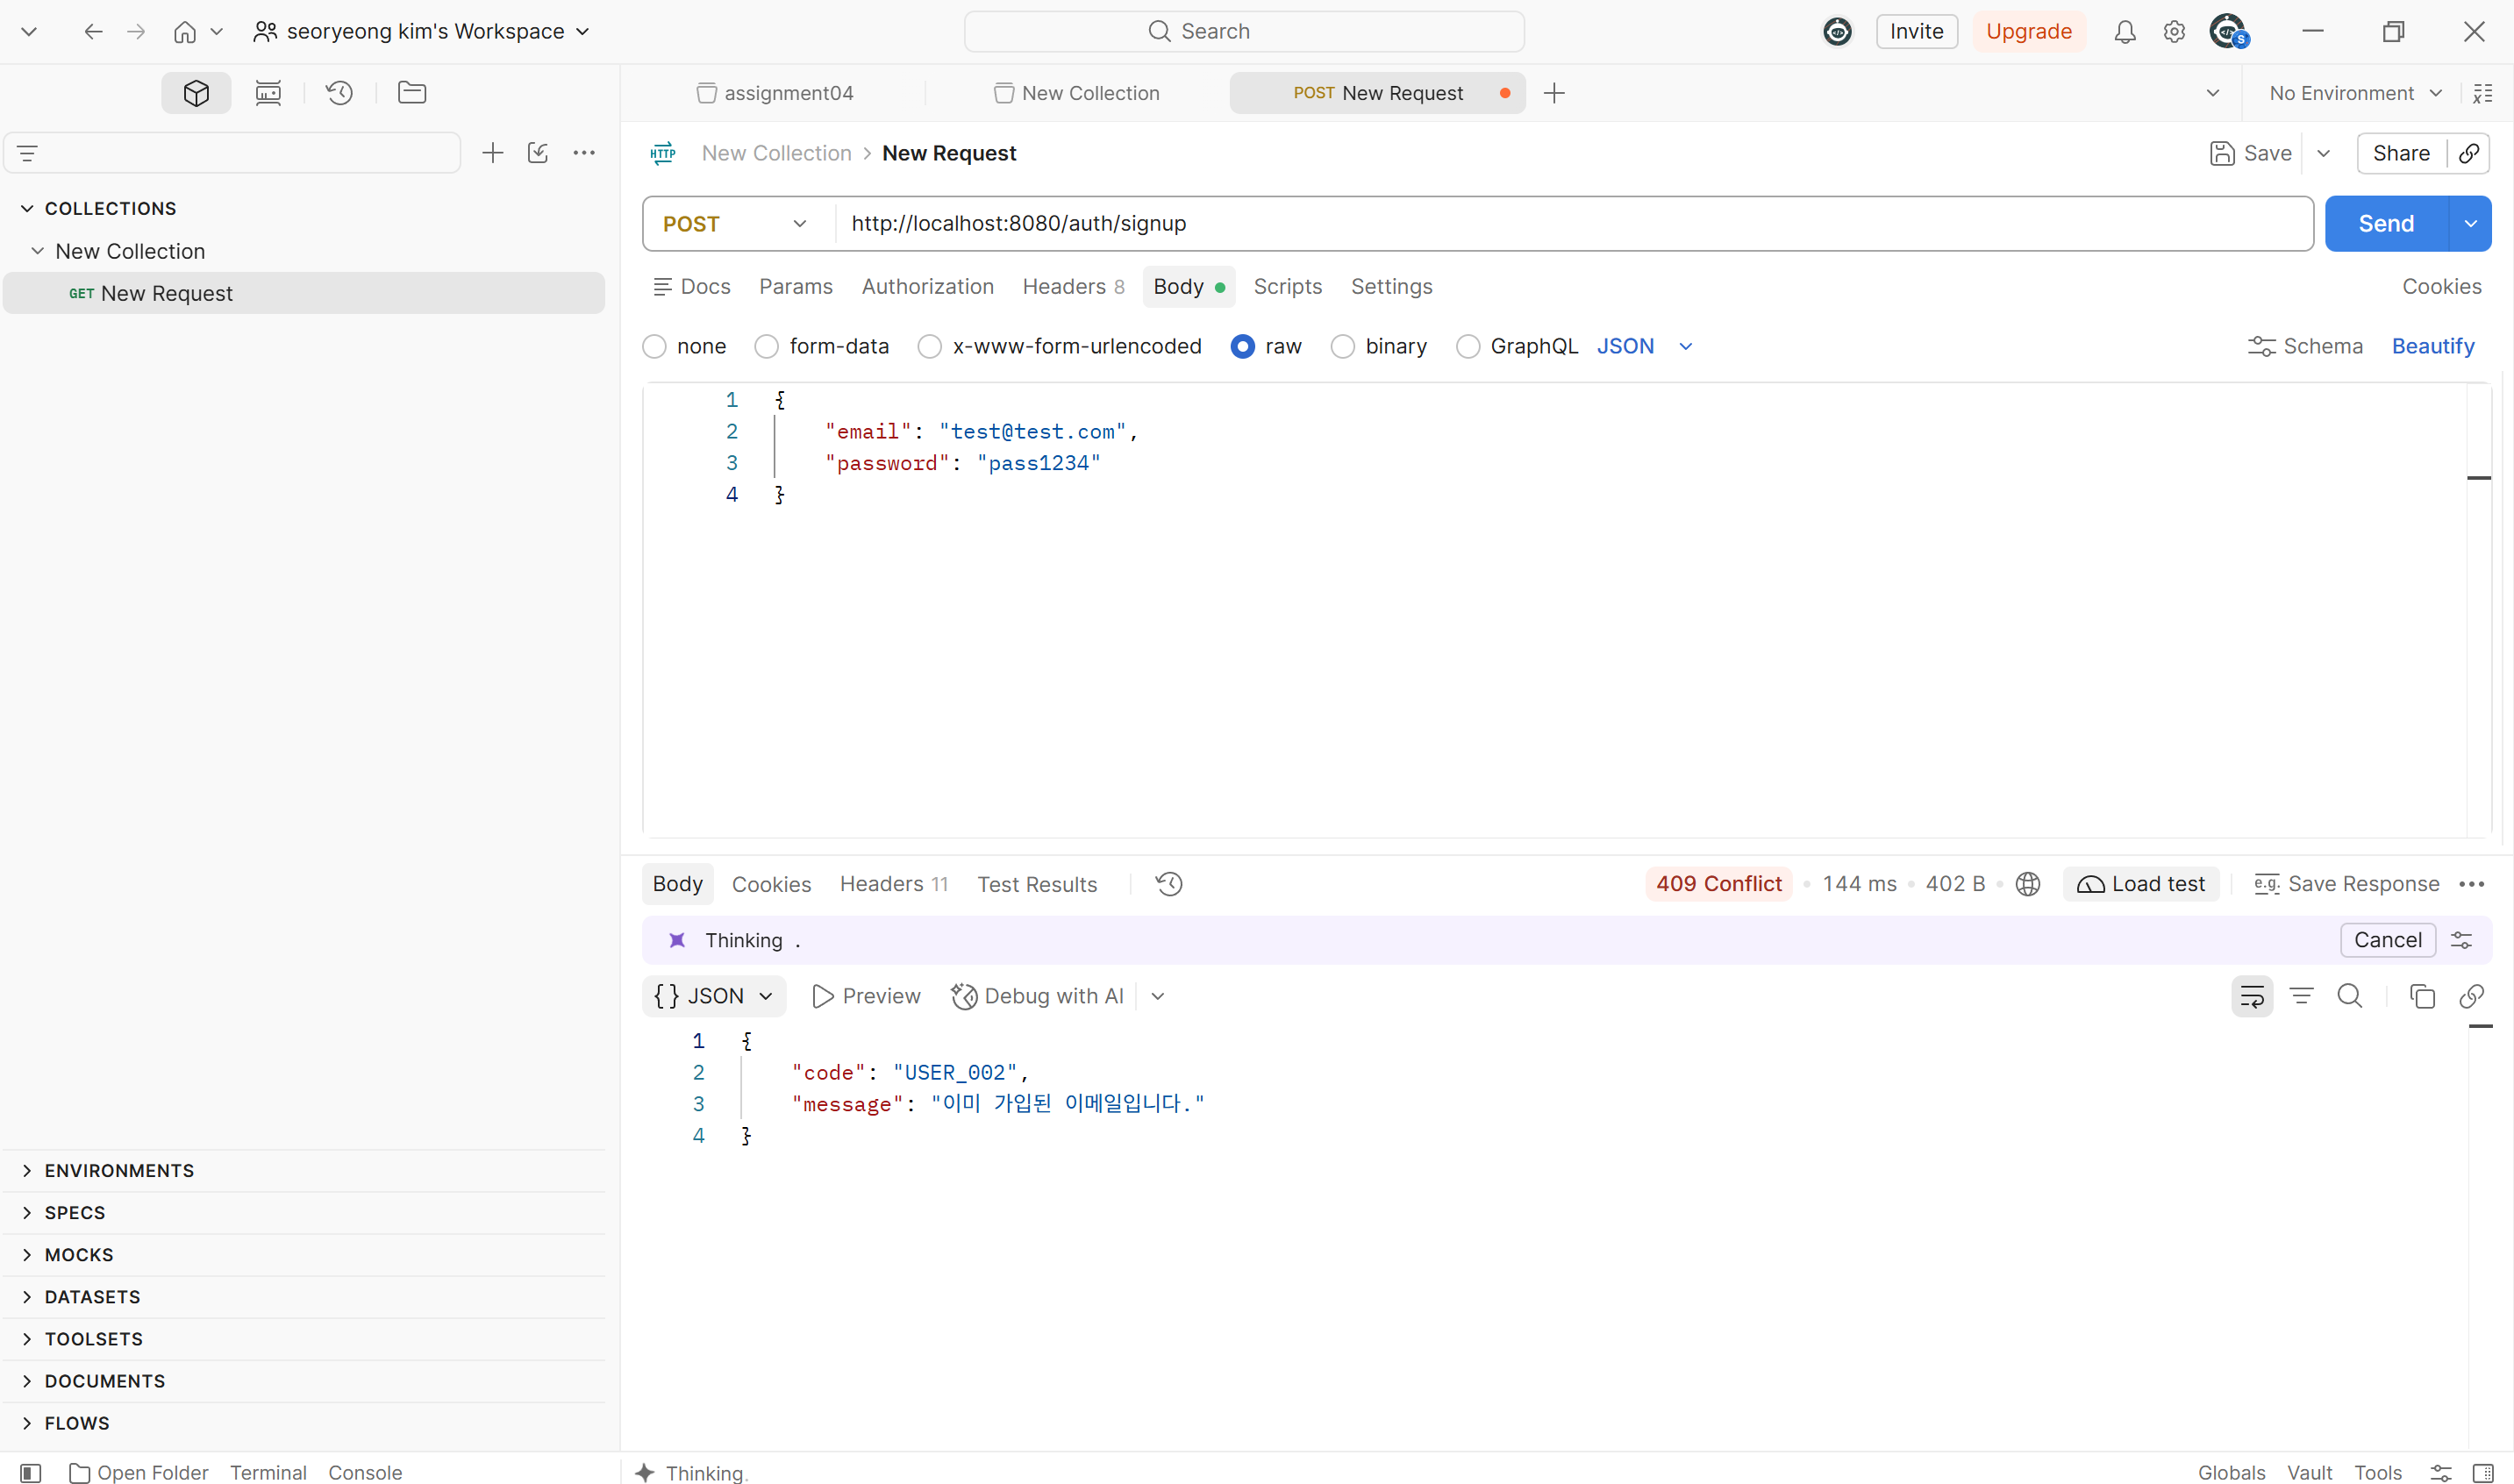 seoryeong kim's Workspace
Search
Invite
Upgrade
S
assignment04
New Collection
POST New Request
No Environment
HTTP
New Collection > New Request
Save
Share
COLLECTIONS
New Collection
GET New Request
POST
http://localhost:8080/auth/signup
Send
Docs
Params
Authorization
Headers 8
Body
Scripts
Settings
Cookies
none
form-data
x-www-form-urlencoded
raw
binary
GraphQL
JSON
Schema
Beautify
1 {
2 "email": "test@test.com",
3 "password": "pass1234"
4 }
Body
Cookies
Headers 11
Test Results
409 Conflict
144 ms
402 B
Load test
e.g. Save Response
Thinking .
Cancel
{} JSON
Preview
Debug with AI
1 {
2 "code": "USER_002",
3 "message": "이미 가입된 이메일입니다."
4 }
ENVIRONMENTS
SPECS
MOCKS
DATASETS
TOOLSETS
DOCUMENTS
FLOWS
Open Folder
Terminal
Console
Thinking.
Globals
Vault
Tools